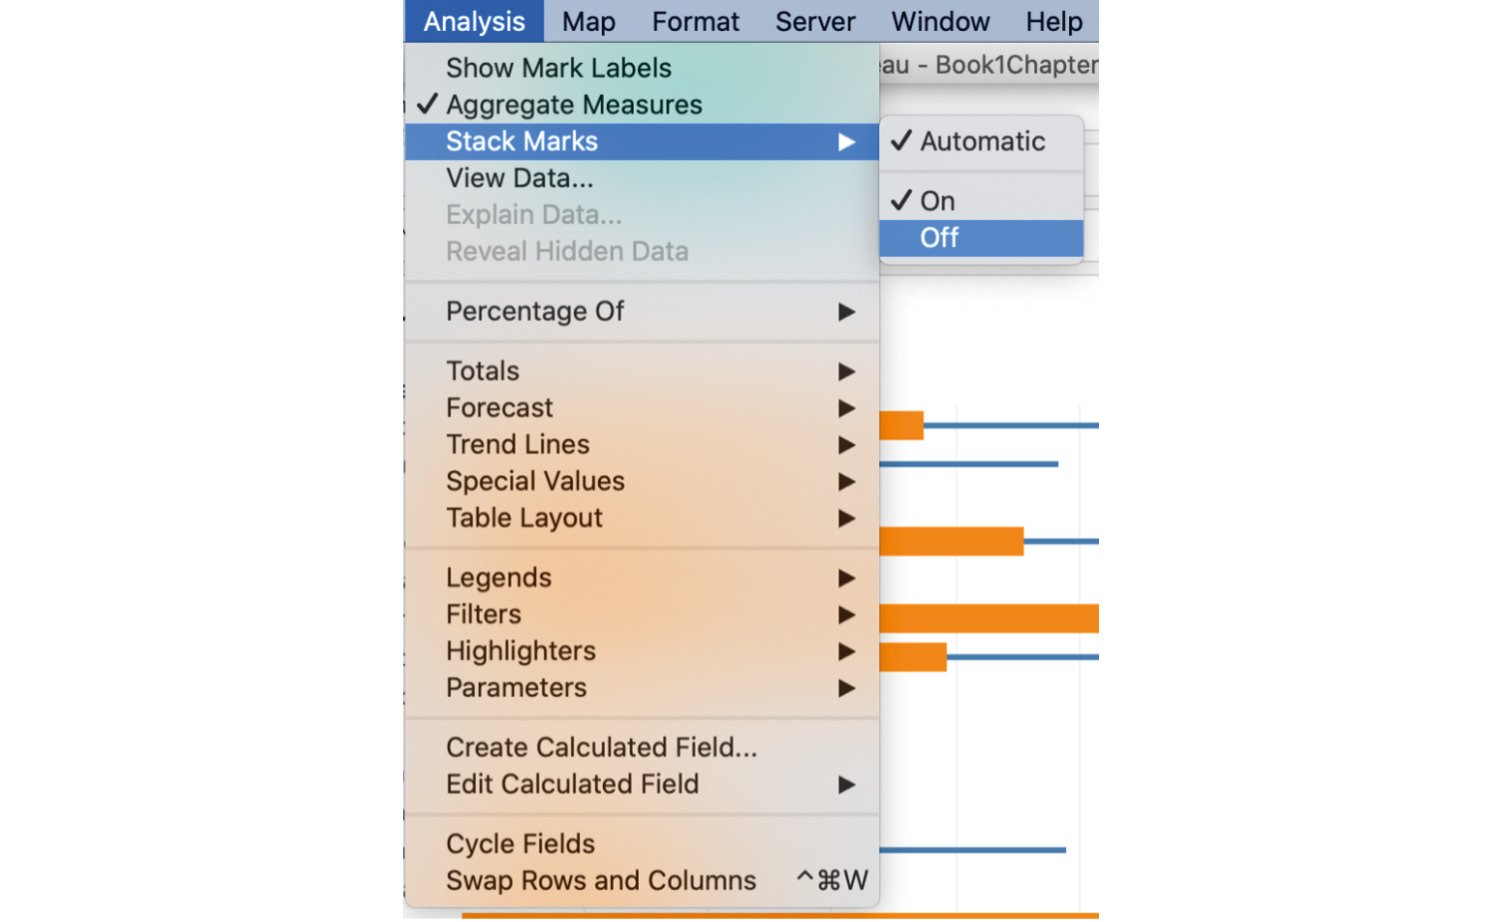 Analysis Map Format Server Window Help
au - Book1Chapter
Show Mark Labels
✓ Aggregate Measures
Stack Marks ▶
✓ Automatic
✓ On
Off
View Data...
Explain Data...
Reveal Hidden Data
Percentage Of ▶
Totals ▶
Forecast ▶
Trend Lines ▶
Special Values ▶
Table Layout ▶
Legends ▶
Filters ▶
Highlighters ▶
Parameters ▶
Create Calculated Field...
Edit Calculated Field ▶
Cycle Fields
Swap Rows and Columns ^⌘W